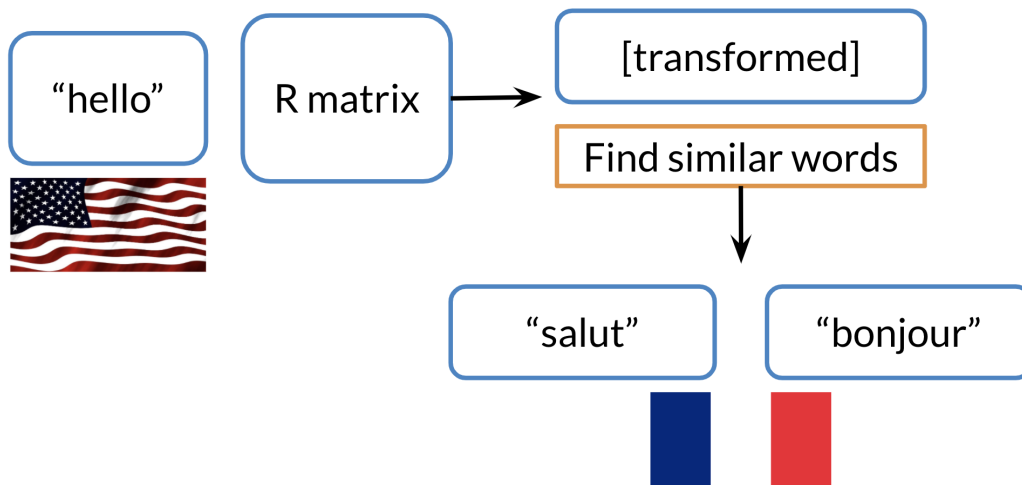 “hello”
R matrix
[transformed]
Find similar words
“salut”
“bonjour”